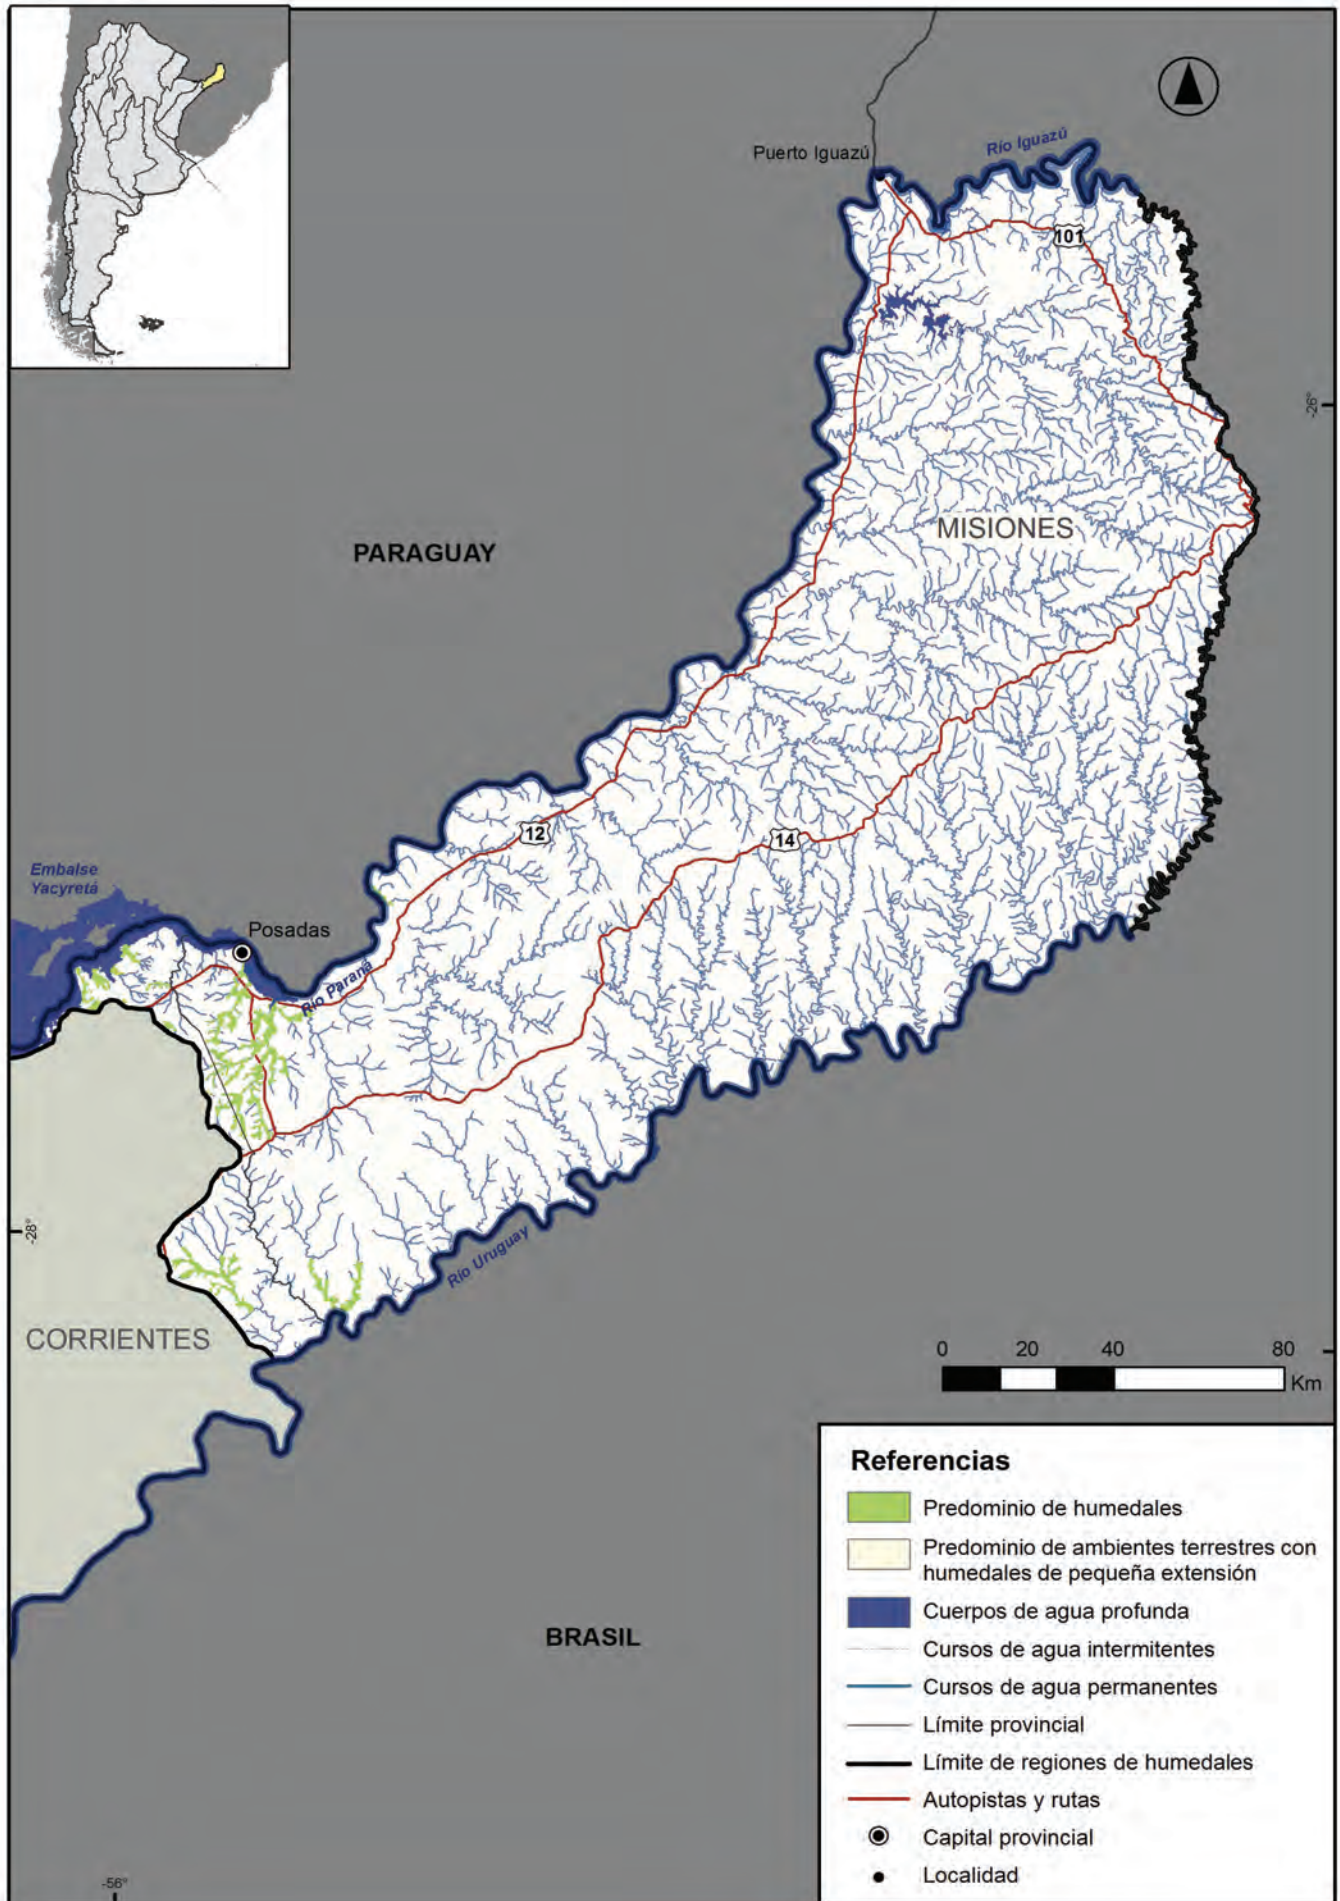 Puerto Iguazú
Río Iguazú
101
-26°
MISIONES
PARAGUAY
12
14
Embalse
Yacyretá
Posadas
Río Paraná
-28°
Río Uruguay
CORRIENTES
0 20 40 80
Km
BRASIL
Referencias
Predominio de humedales
Predominio de ambientes terrestres con
humedales de pequeña extensión
Cuerpos de agua profunda
Cursos de agua intermitentes
Cursos de agua permanentes
Límite provincial
Límite de regiones de humedales
Autopistas y rutas
Capital provincial
Localidad
-56°